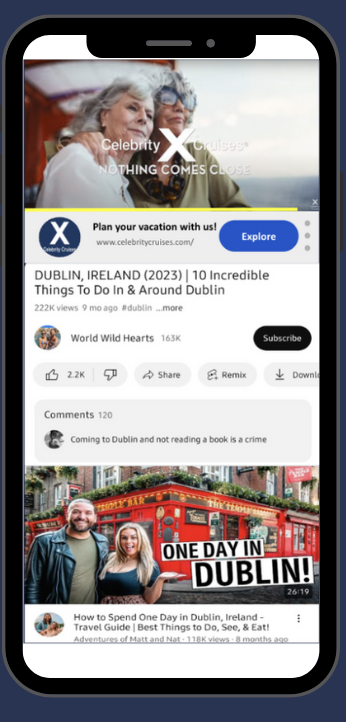 Celebrity X Cruises®
NOTHING COMES CLOSE
X
X
Celebrity Cruises
Plan your vacation with us!
www.celebritycruises.com/
Explore
DUBLIN, IRELAND (2023) | 10 Incredible
Things To Do In & Around Dublin
222K views 9 mo ago #dublin ...more
World Wild Hearts 163K
Subscribe
2.2K
Share
Remix
Downlo
Comments 120
Coming to Dublin and not reading a book is a crime
THE TEMPLE BAR
ONE DAY IN
DUBLIN!
26:19
How to Spend One Day in Dublin, Ireland -
Travel Guide | Best Things to Do, See, & Eat!
Adventures of Matt and Nat · 118K views · 8 months ago